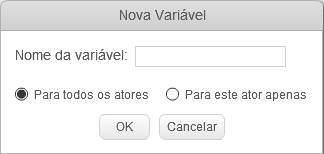 Nova Variável
Nome da variável:
Para todos os atores Para este ator apenas
OK Cancelar